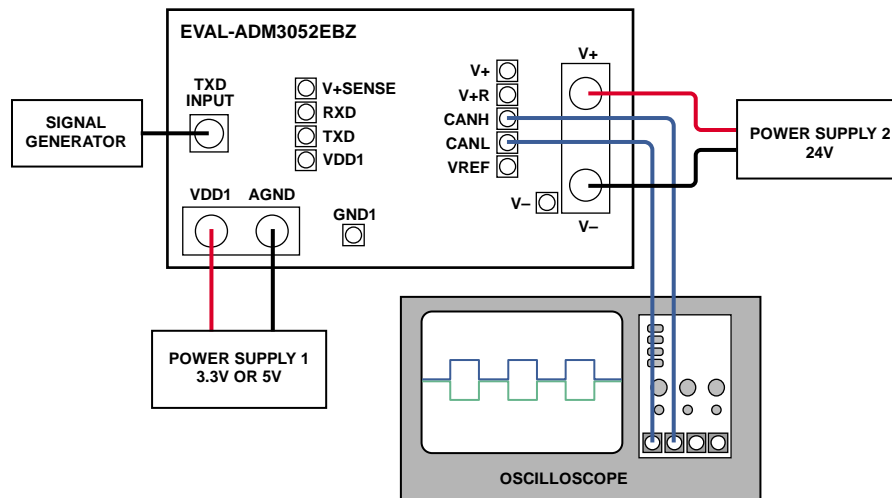 EVAL-ADM3052EBZ
TXD
INPUT
V+SENSE
RXD
TXD
VDD1
V+
V+R
CANH
CANL
VREF
V+
V–
V–
SIGNAL
GENERATOR
POWER SUPPLY 2
24V
VDD1
AGND
GND1
POWER SUPPLY 1
3.3V OR 5V
OSCILLOSCOPE